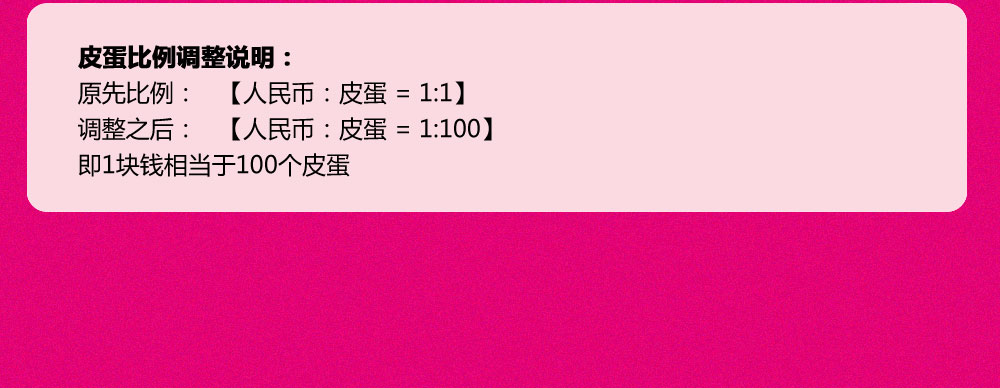 皮蛋比例调整说明：
原先比例： 【人民币：皮蛋 = 1:1】
调整之后： 【人民币：皮蛋 = 1:100】
即1块钱相当于100个皮蛋